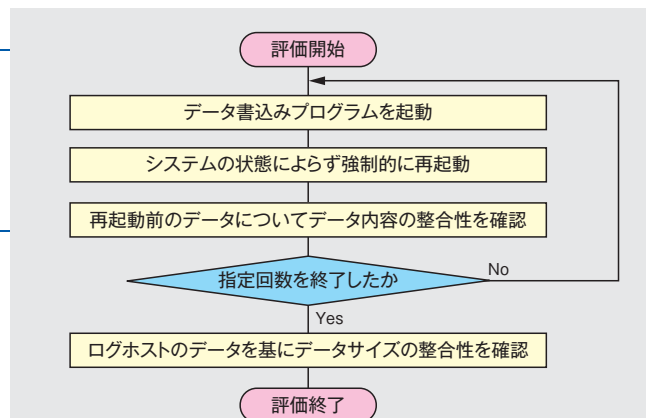 評価開始
データ書込みプログラムを起動
システムの状態によらず強制的に再起動
再起動前のデータについてデータ内容の整合性を確認
指定回数を終了したか
No
Yes
ログホストのデータを基にデータサイズの整合性を確認
評価終了